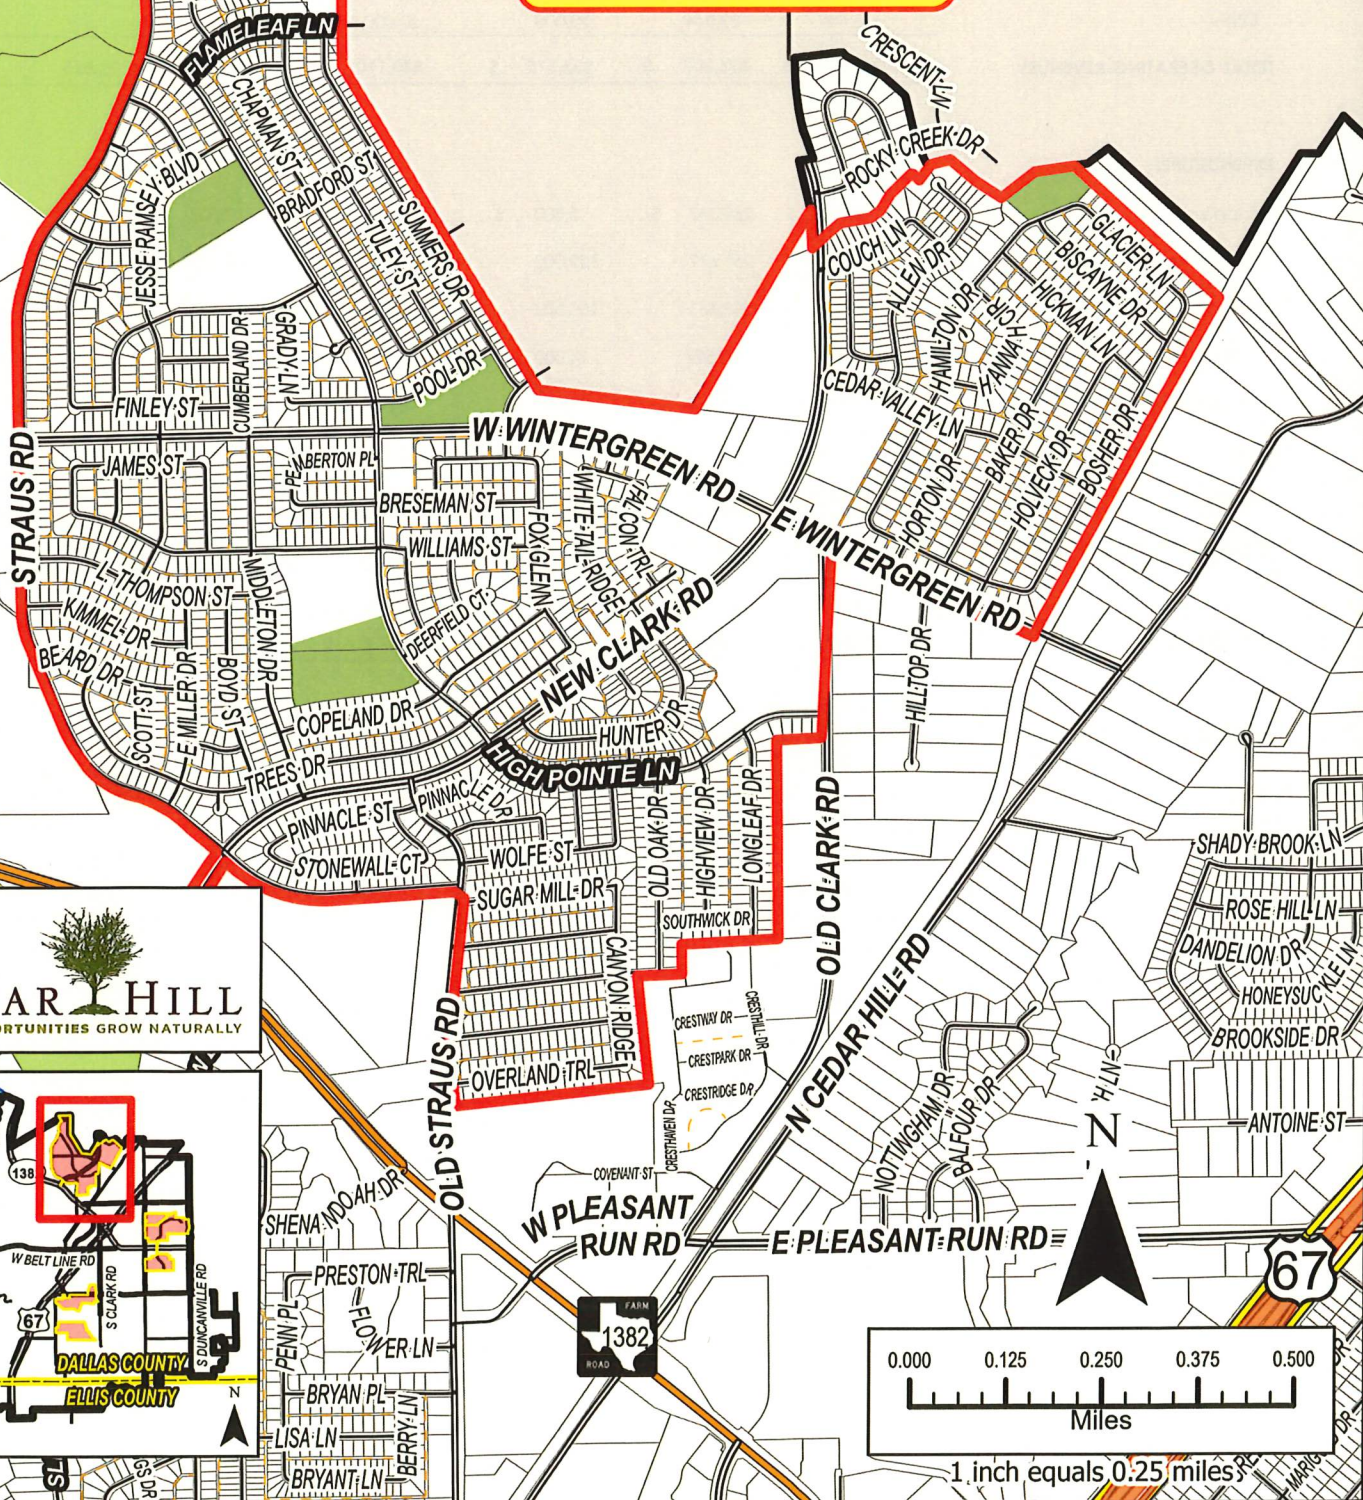 FLAMELEAF LN
CRESCENT LN
CHAPMAN ST
ROCKY CREEK DR
JESSE RAMSEY BLVD
BRADFORD ST
SUMMERS DR
TULEY ST
COUCH LN
ALLEN DR
GLACIER LN
BISCAYNE DR
HICKMAN LN
HAMILTON DR
HANNA CIR
CUMBERLAND DR
GRADY LN
POOL DR
FINLEY ST
CEDAR VALLEY LN
W WINTERGREEN RD
STRAUS RD
JAMES ST
PEMBERTON PL
BRESEMAN ST
WHITE TAIL RIDGE
FALCON TRL
BAKER DR
HOLVECK DR
BOSHER DR
HORTON DR
E WINTERGREEN RD
WILLIAMS ST
FOX GLENN
L THOMPSON ST
MIDDLETON DR
KIMMEL DR
DEERFIELD CT
NEW CLARK RD
BEARD DR
SCOTT ST
E MILLER DR
BOYD ST
COPELAND DR
HILLTOP DR
HUNTER DR
TREES DR
HIGH POINTE LN
PINNACLE DR
PINNACLE ST
STONEWALL CT
WOLFE ST
OLD OAK DR
HIGHVIEW DR
LONGLEAF DR
OLD CLARK RD
SHADY BROOK LN
SUGAR MILL DR
SOUTHWICK DR
ROSE HILL LN
DANDELION DR
HONEYSUCKLE LN
BROOKSIDE DR
CANYON RIDGE
AR HILL
ORTUNITIES GROW NATURALLY
OLD STRAUS RD
OVERLAND TRL
CRESTWAY DR
CRESTHILL DR
CRESTPARK DR
CRESTRIDGE DR
CRESTHAVEN DR
N CEDAR HILL RD
NOTTINGHAM DR
BALFOUR DR
N
ANTOINE ST
COVENANT ST
SHENANDOAH DR
W PLEASANT
RUN RD
E PLEASANT RUN RD
67
138
W BELT LINE RD
S CLARK RD
S DUNCANVILLE RD
67
DALLAS COUNTY
ELLIS COUNTY
N
PRESTON TRL
PENN PL
FLOWER LN
FARM
1382
ROAD
BRYAN PL
LISA LN
BERRY LN
BRYANT LN
GS DR
0.000 0.125 0.250 0.375 0.500
Miles
1 inch equals 0.25 miles